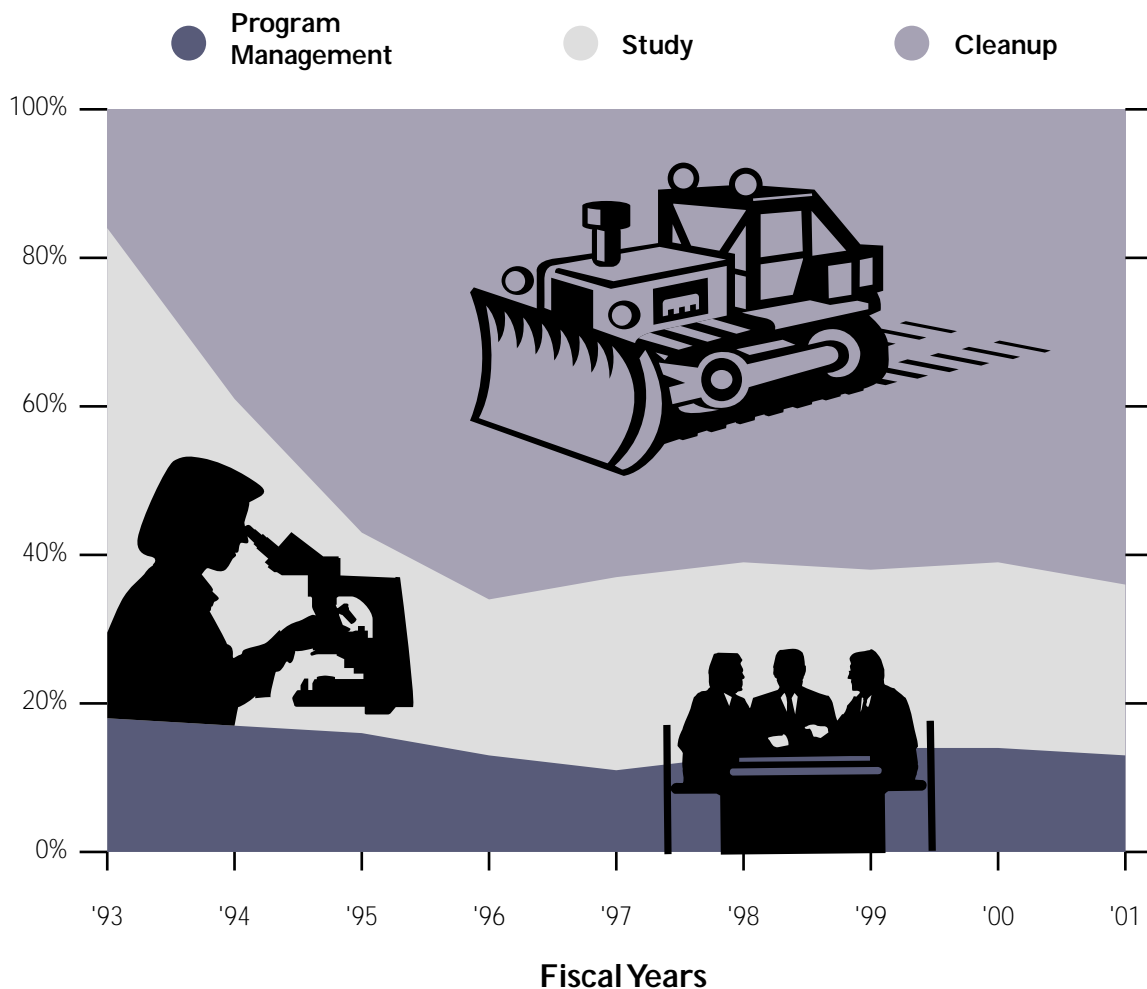 Program
Management
Study
Cleanup
100%
80%
60%
40%
20%
0%
'93 '94 '95 '96 '97 '98 '99 '00 '01
Fiscal Years